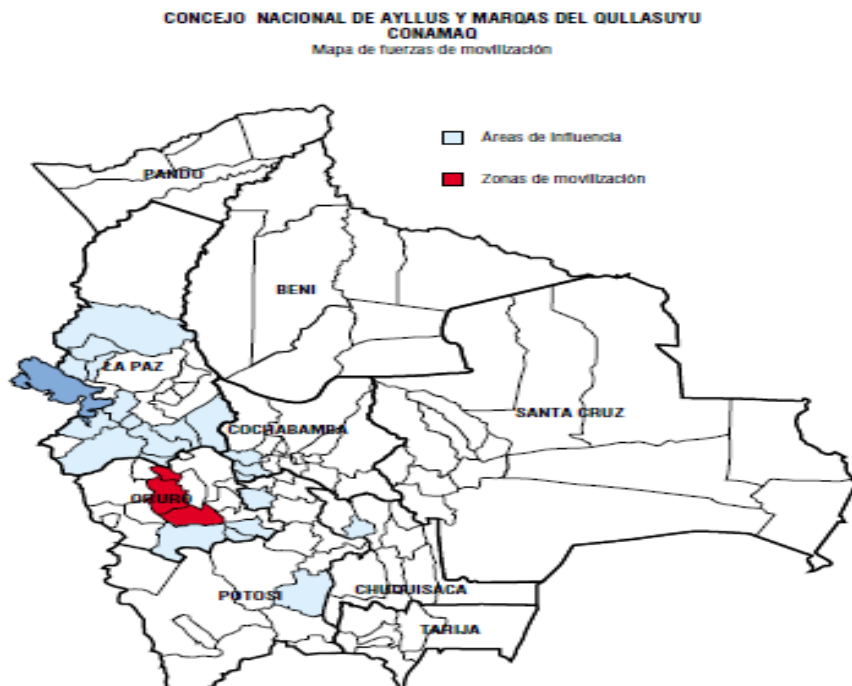 CONCEJO NACIONAL DE AYLLUS Y MARQAS DEL QULLASUYU
CONAMAQ
Mapa de fuerzas de movilización
Áreas de Influencia
Zonas de movilización
PANDO
BENI
LA PAZ
SANTA CRUZ
COCHABAMBA
ORURO
POTOSI
CHUQUISACA
TARIJA